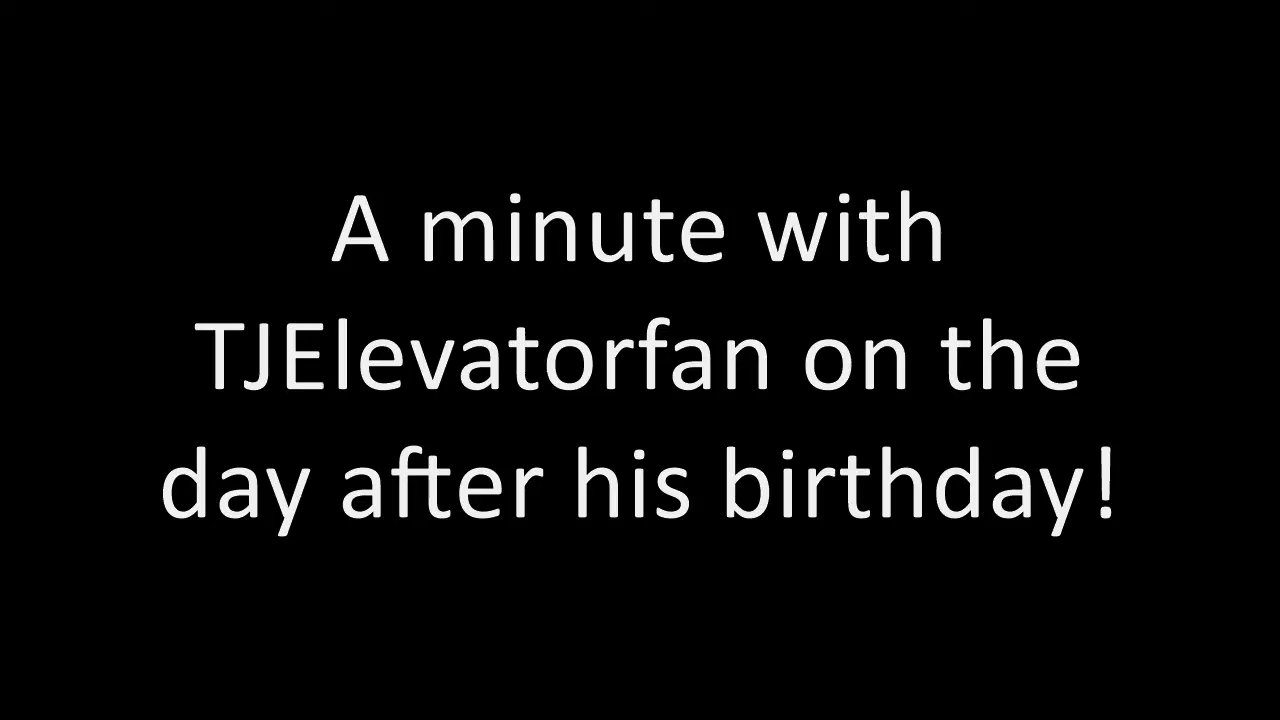 A minute with
TJElevatorfan on the
day after his birthday!